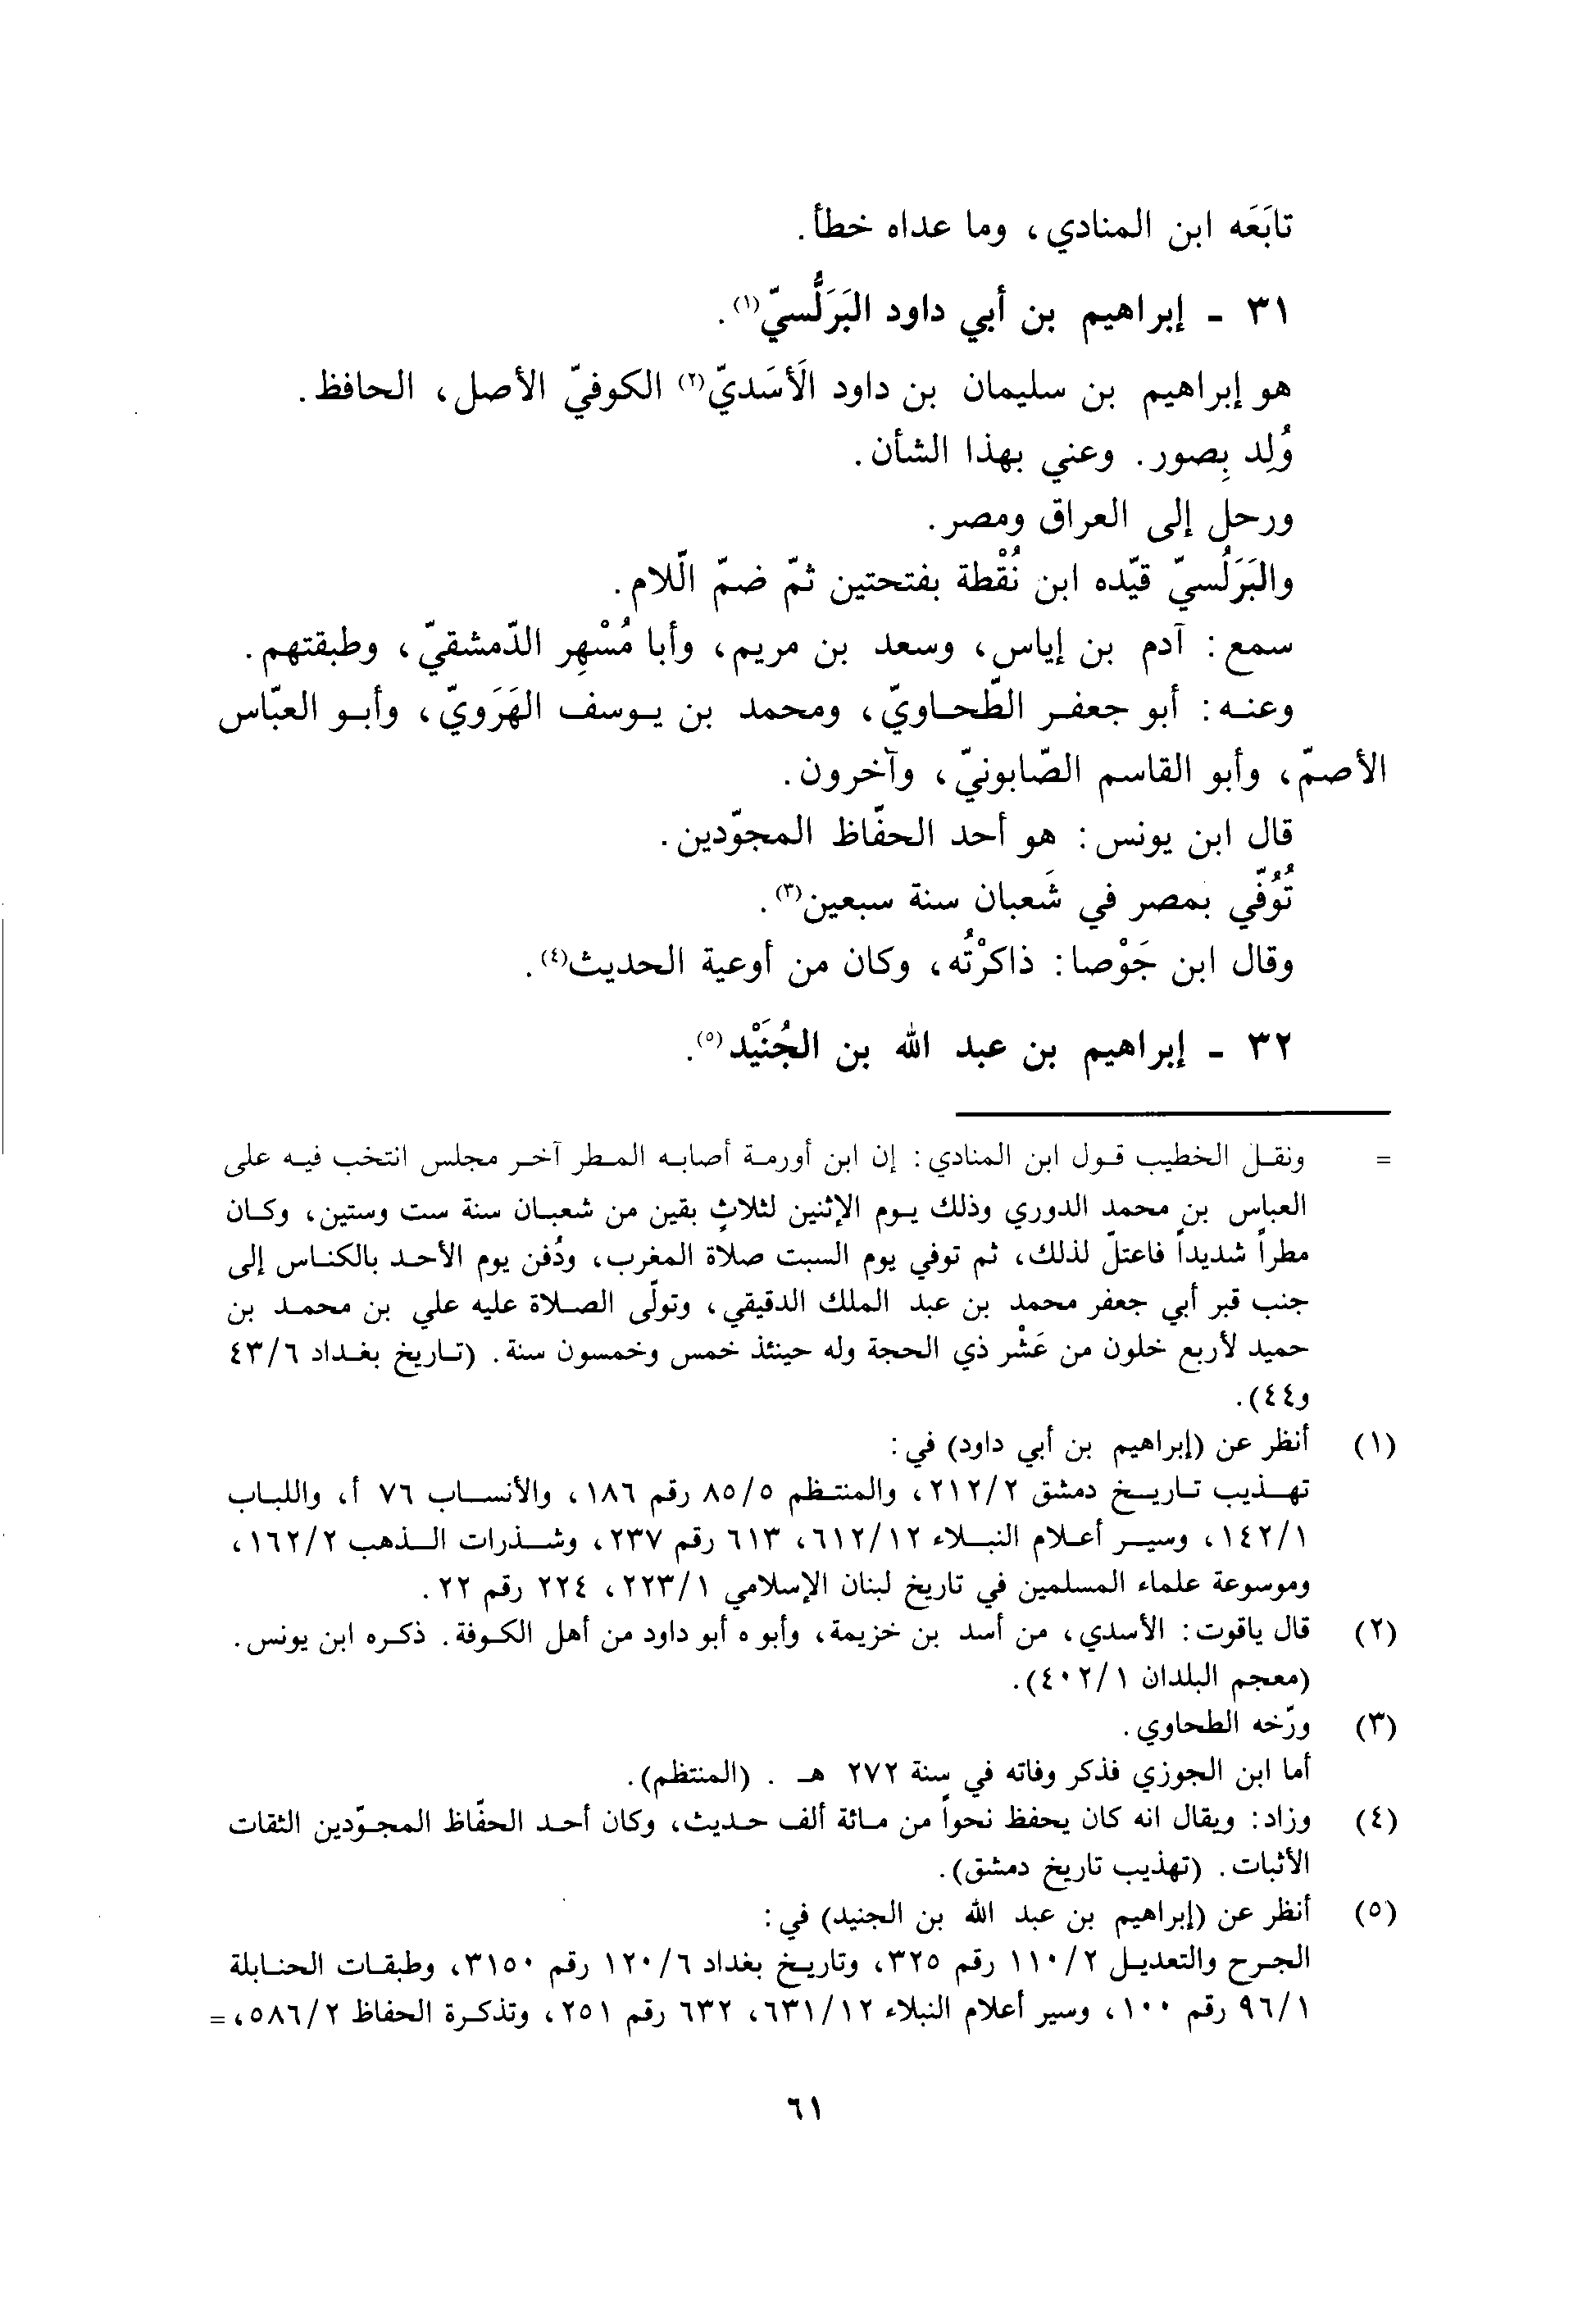 تابَعَه ابن المنادي، وما عداه خطأ.
٣١ - إبراهيم بن أبي داود البَرَلُّسيّ(١).
هو إبراهيم بن سليمان بن داود الَأسَديّ(٢) الكوفيّ الأصل، الحافظ.
وُلِد بِصور. وعني بهذا الشأن.
ورحل إلى العراق ومصر.
والبَرَلُسيّ قيّده ابن نُقْطة بفتحتين ثمّ ضمّ الّلام.
سمع: آدم بن إياس، وسعد بن مريم، وأبا مُسْهِر الدّمشقيّ، وطبقتهم.
وعنه: أبو جعفر الطّحاويّ، ومحمد بن يوسف الهَرَويّ، وأبو العبّاس
الأصمّ، وأبو القاسم الصّابونيّ، وآخرون.
قال ابن يونس: هو أحد الحفّاظ المجوّدين.
تُوُفّي بمصر في شَعبان سنة سبعين(٣).
وقال ابن جَوْصا: ذاكرْتُه، وكان من أوعية الحديث(٤).
٣٢ - إبراهيم بن عبد الله بن الجُنَيْد(٥).
= ونقل الخطيب قول ابن المنادي: إن ابن أورمة أصابه المطر آخر مجلس انتخب فيه على
العباس بن محمد الدوري وذلك يوم الإثنين لثلاثٍ بقين من شعبان سنة ست وستين، وكان
مطراً شديداً فاعتلّ لذلك، ثم توفي يوم السبت صلاة المغرب، ودُفن يوم الأحد بالكناس إلى
جنب قبر أبي جعفر محمد بن عبد الملك الدقيقي، وتولّى الصلاة عليه علي بن محمد بن
حميد لأربع خلون من عَشْر ذي الحجة وله حينئذ خمس وخمسون سنة. (تاريخ بغداد ٤٣/٦
و٤٤).
(١) أنظر عن (إبراهيم بن أبي داود) في:
تهذيب تاريخ دمشق ٢١٢/٢، والمنتظم ٨٥/٥ رقم ١٨٦، والأنساب ٧٦ أ، واللباب
١٤٢/١، وسير أعلام النبلاء ٦١٢/١٢، ٦١٣ رقم ٢٣٧، وشذرات الذهب ١٦٢/٢،
وموسوعة علماء المسلمين في تاريخ لبنان الإسلامي ٢٢٣/١، ٢٢٤ رقم ٢٢.
(٢) قال ياقوت: الأسدي، من أسد بن خزيمة، وأبوه أبو داود من أهل الكوفة. ذكره ابن يونس.
(معجم البلدان ٤٠٢/١).
(٣) ورّخه الطحاوي.
أما ابن الجوزي فذكر وفاته في سنة ٢٧٢ هـ . (المنتظم).
(٤) وزاد: ويقال انه كان يحفظ نحواً من مائة ألف حديث، وكان أحد الحفّاظ المجوّدين الثقات
الأثبات. (تهذيب تاريخ دمشق).
(٥) أنظر عن (إبراهيم بن عبد الله بن الجنيد) في:
الجرح والتعديل ١١٠/٢ رقم ٣٢٥، وتاريخ بغداد ١٢٠/٦ رقم ٣١٥٠، وطبقات الحنابلة
٩٦/١ رقم ١٠٠، وسير أعلام النبلاء ٦٣١/١٢، ٦٣٢ رقم ٢٥١، وتذكرة الحفاظ ٥٨٦/٢، =
٦١